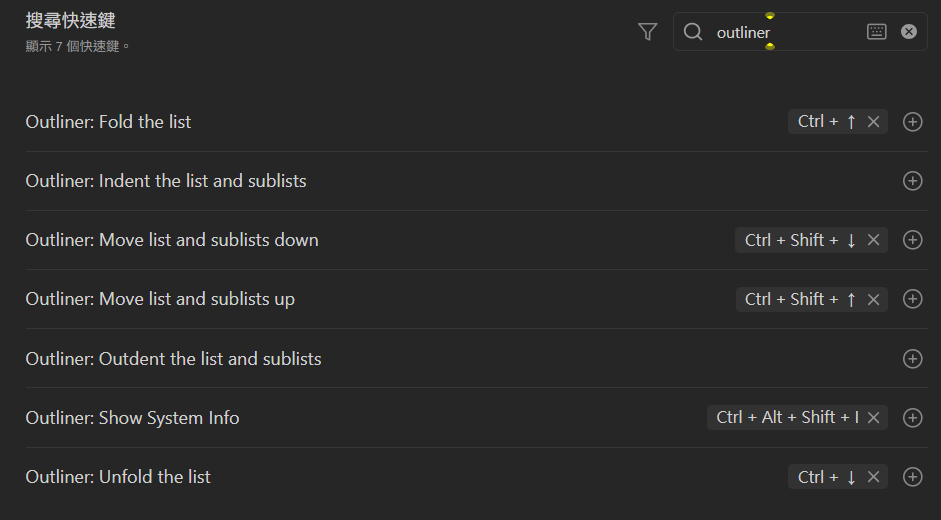 搜尋快速鍵
顯示 7 個快速鍵。
outliner
Outliner: Fold the list Ctrl + ↑
Outliner: Indent the list and sublists
Outliner: Move list and sublists down Ctrl + Shift + ↓
Outliner: Move list and sublists up Ctrl + Shift + ↑
Outliner: Outdent the list and sublists
Outliner: Show System Info Ctrl + Alt + Shift + I
Outliner: Unfold the list Ctrl + ↓